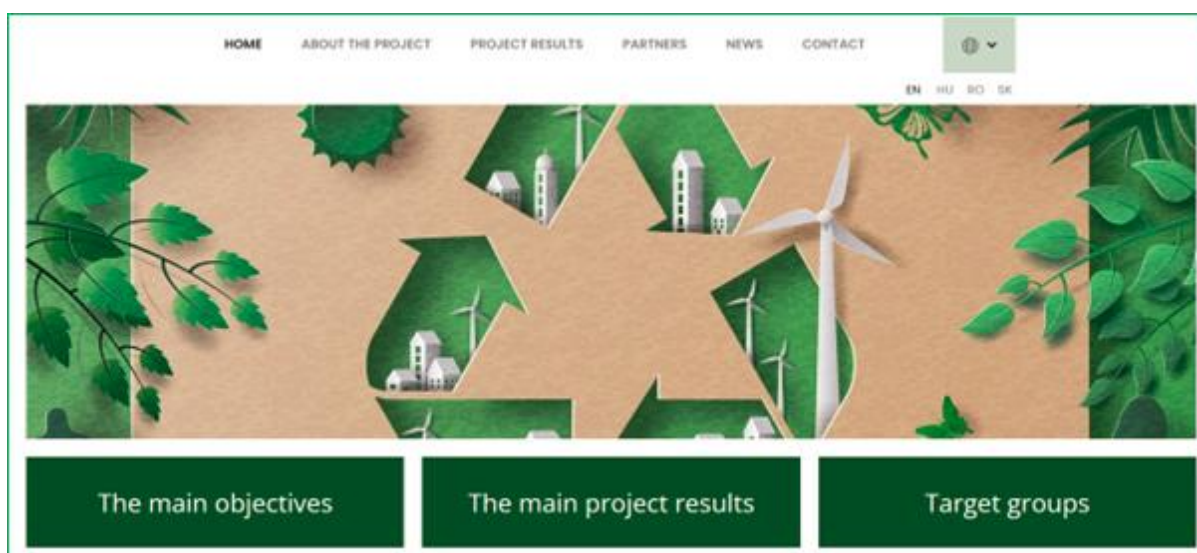 HOME ABOUT THE PROJECT PROJECT RESULTS PARTNERS NEWS CONTACT
EN HU RO SK
The main objectives The main project results Target groups